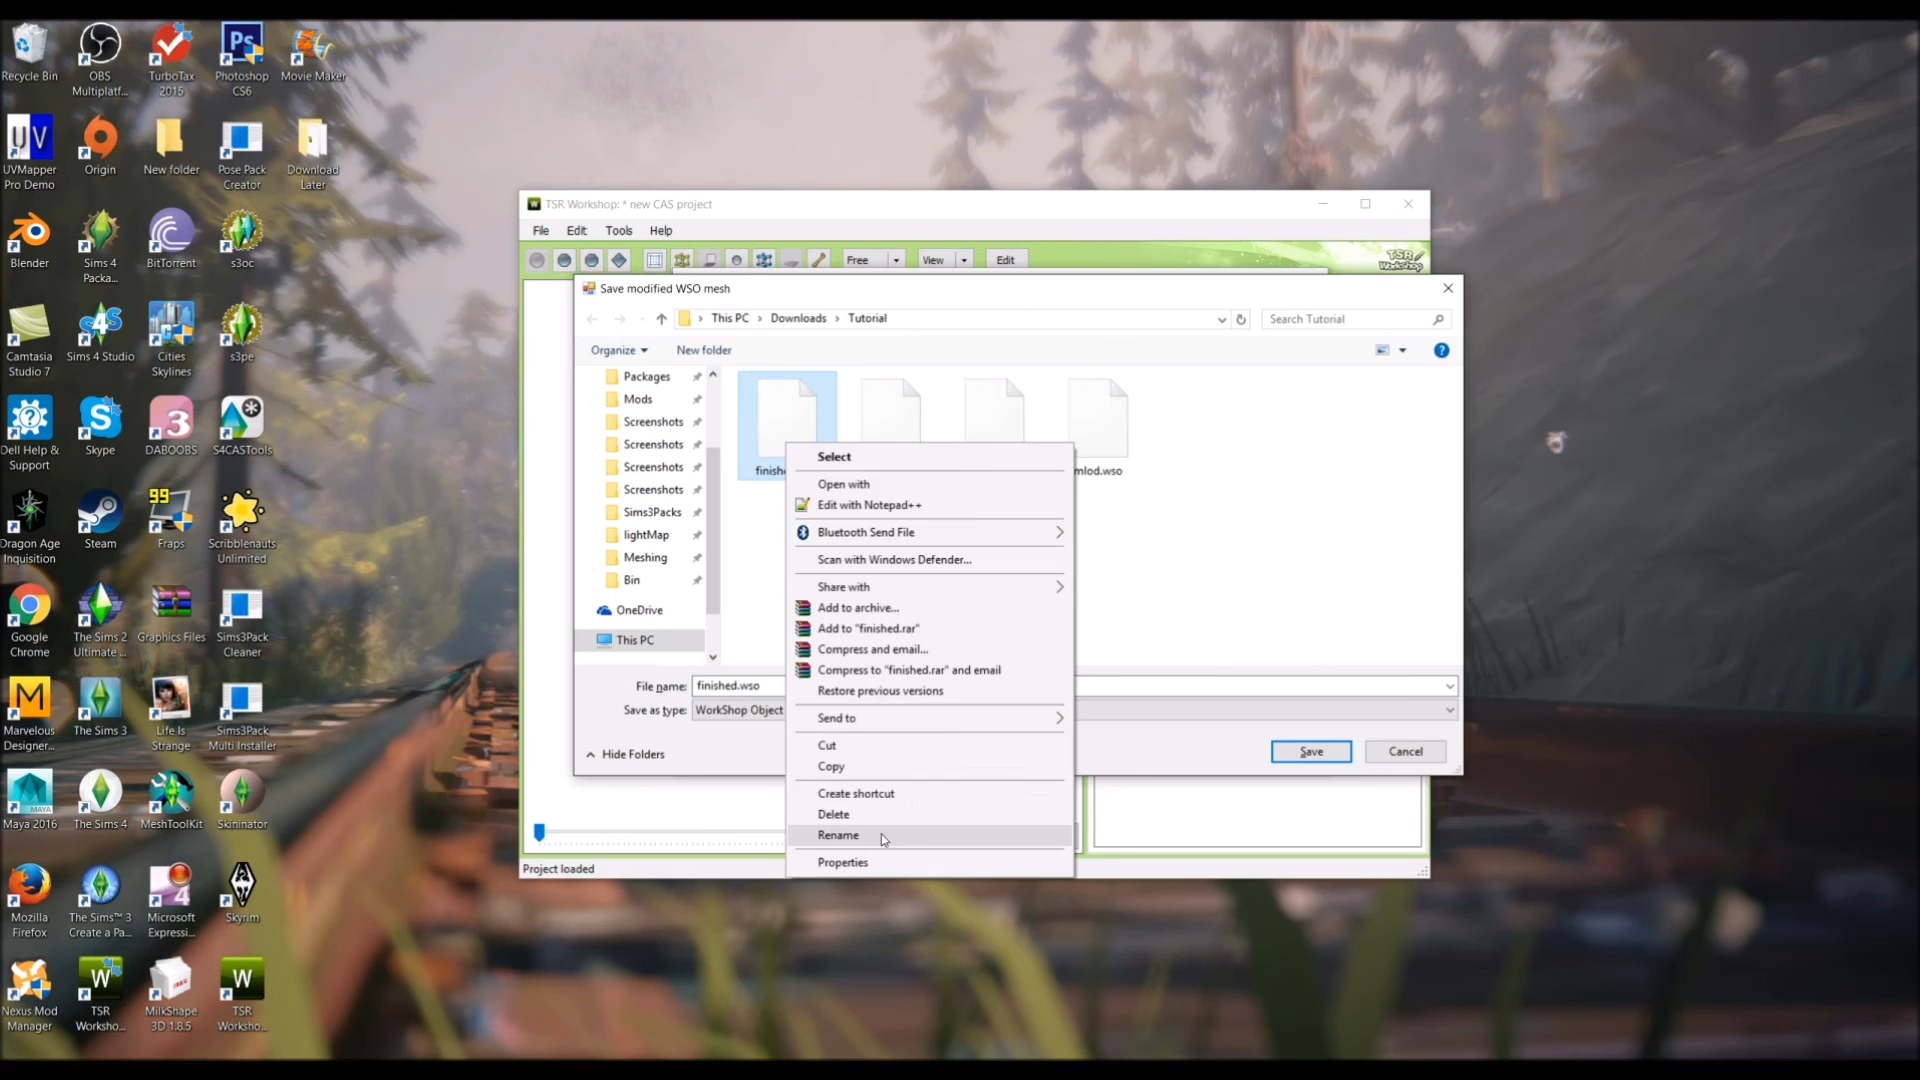 Recycle Bin
OBS
Multiplatf...
TurboTax
2015
Ps
Photoshop
CS6
Movie Maker
UV
UVMapper
Pro Demo
Origin
New folder
Pose Pack
Creator
Download
Later
Blender
Sims 4
Packa...
BitTorrent
s3oc
Camtasia
Studio 7
S4S
Sims 4 Studio
Cities
Skylines
s3pe
Dell Help &
Support
Skype
3
DABOOBS
S4CASTools
Dragon Age
Inquisition
Steam
99
Fraps
Scribblenauts
Unlimited
Google
Chrome
The Sims 2
Ultimate ...
Graphics Files
Sims3Pack
Cleaner
M
Marvelous
Designer...
The Sims 3
Life Is
Strange
Sims3Pack
Multi Installer
MAYA
Maya 2016
The Sims 4
MeshToolKit
Skininator
Mozilla
Firefox
The Sims™ 3
Create a Pa...
4
Microsoft
Expressi...
Skyrim
Nexus Mod
Manager
W
TSR
Worksho...
MilkShape
3D 1.8.5
W
TSR
Worksho...
TSR Workshop: * new CAS project
File Edit Tools Help
Free View Edit
TSR
Workshop
Save modified WSO mesh
This PC > Downloads > Tutorial
Search Tutorial
Organize
New folder
Packages
Mods
Screenshots
Screenshots
Screenshots
Screenshots
Sims3Packs
lightMap
Meshing
Bin
OneDrive
This PC
finishe
mlod.wso
Select
Open with
Edit with Notepad++
Bluetooth Send File
Scan with Windows Defender...
Share with
Add to archive...
Add to "finished.rar"
Compress and email...
Compress to "finished.rar" and email
Restore previous versions
Send to
Cut
Copy
Create shortcut
Delete
Rename
Properties
File name: finished.wso
Save as type: WorkShop Object
Hide Folders
Save
Cancel
Project loaded